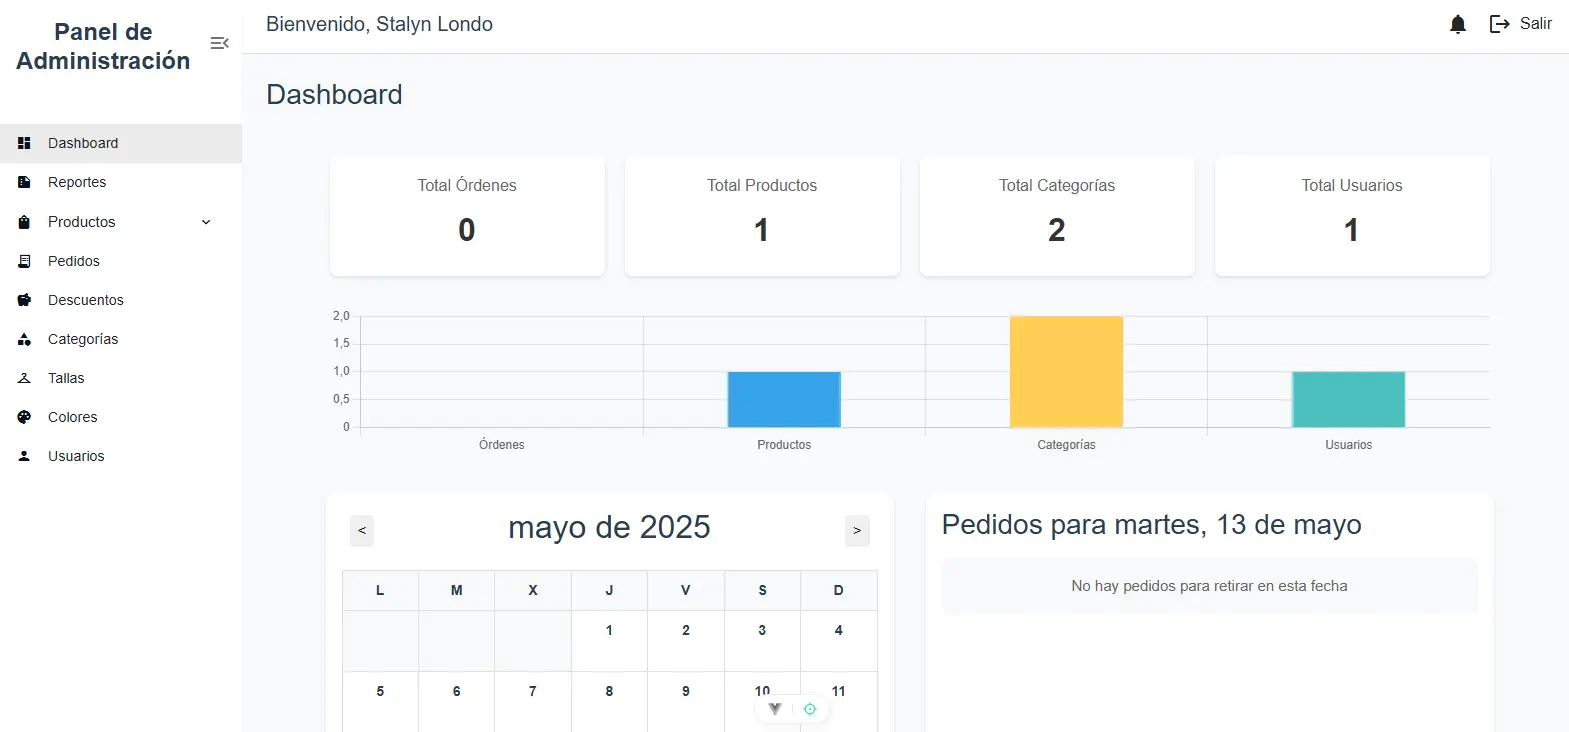 Panel de
Administración
Bienvenido, Stalyn Londo
Salir
Dashboard
Reportes
Productos
Pedidos
Descuentos
Categorías
Tallas
Colores
Usuarios
Dashboard
Total Órdenes
0
Total Productos
1
Total Categorías
2
Total Usuarios
1
2,0
1,5
1,0
0,5
0
Órdenes Productos Categorías Usuarios
< mayo de 2025 >
L M X J V S D
1 2 3 4
5 6 7 8 9 10 11
Pedidos para martes, 13 de mayo
No hay pedidos para retirar en esta fecha